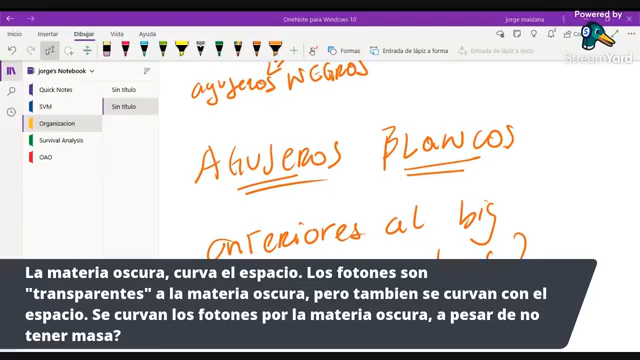 OneNote para Windows 10
jorge maidana
Powered by
StreamYard
Inicio Insertar Dibujar Vista
Formas Entrada de lápiz a forma Entrada de
jorge's Notebook
Quick Notes
SVM
Organizacion
Survival Analysis
OAO
Sin título
Sin título
agujeros NEGROS
AGUJEROS BLANCOS
anteriores al big
La materia oscura, curva el espacio. Los fotones son
"transparentes" a la materia oscura, pero tambien se curvan con el
espacio. Se curvan los fotones por la materia oscura, a pesar de no
tener masa?